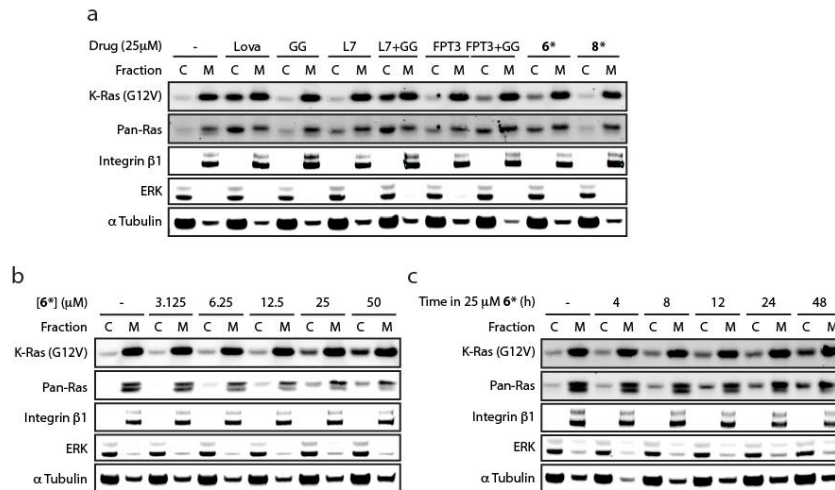 a
Drug (25μM) - Lova GG L7 L7+GG FPT3 FPT3+GG 6* 8*
Fraction C M C M C M C M C M C M C M C M C M
K-Ras (G12V)
Pan-Ras
Integrin β1
ERK
α Tubulin
b
[6*] (μM) - 3.125 6.25 12.5 25 50
Fraction C M C M C M C M C M C M
K-Ras (G12V)
Pan-Ras
Integrin β1
ERK
α Tubulin
c
Time in 25 μM 6* (h) - 4 8 12 24 48
Fraction C M C M C M C M C M C M
K-Ras (G12V)
Pan-Ras
Integrin β1
ERK
α Tubulin